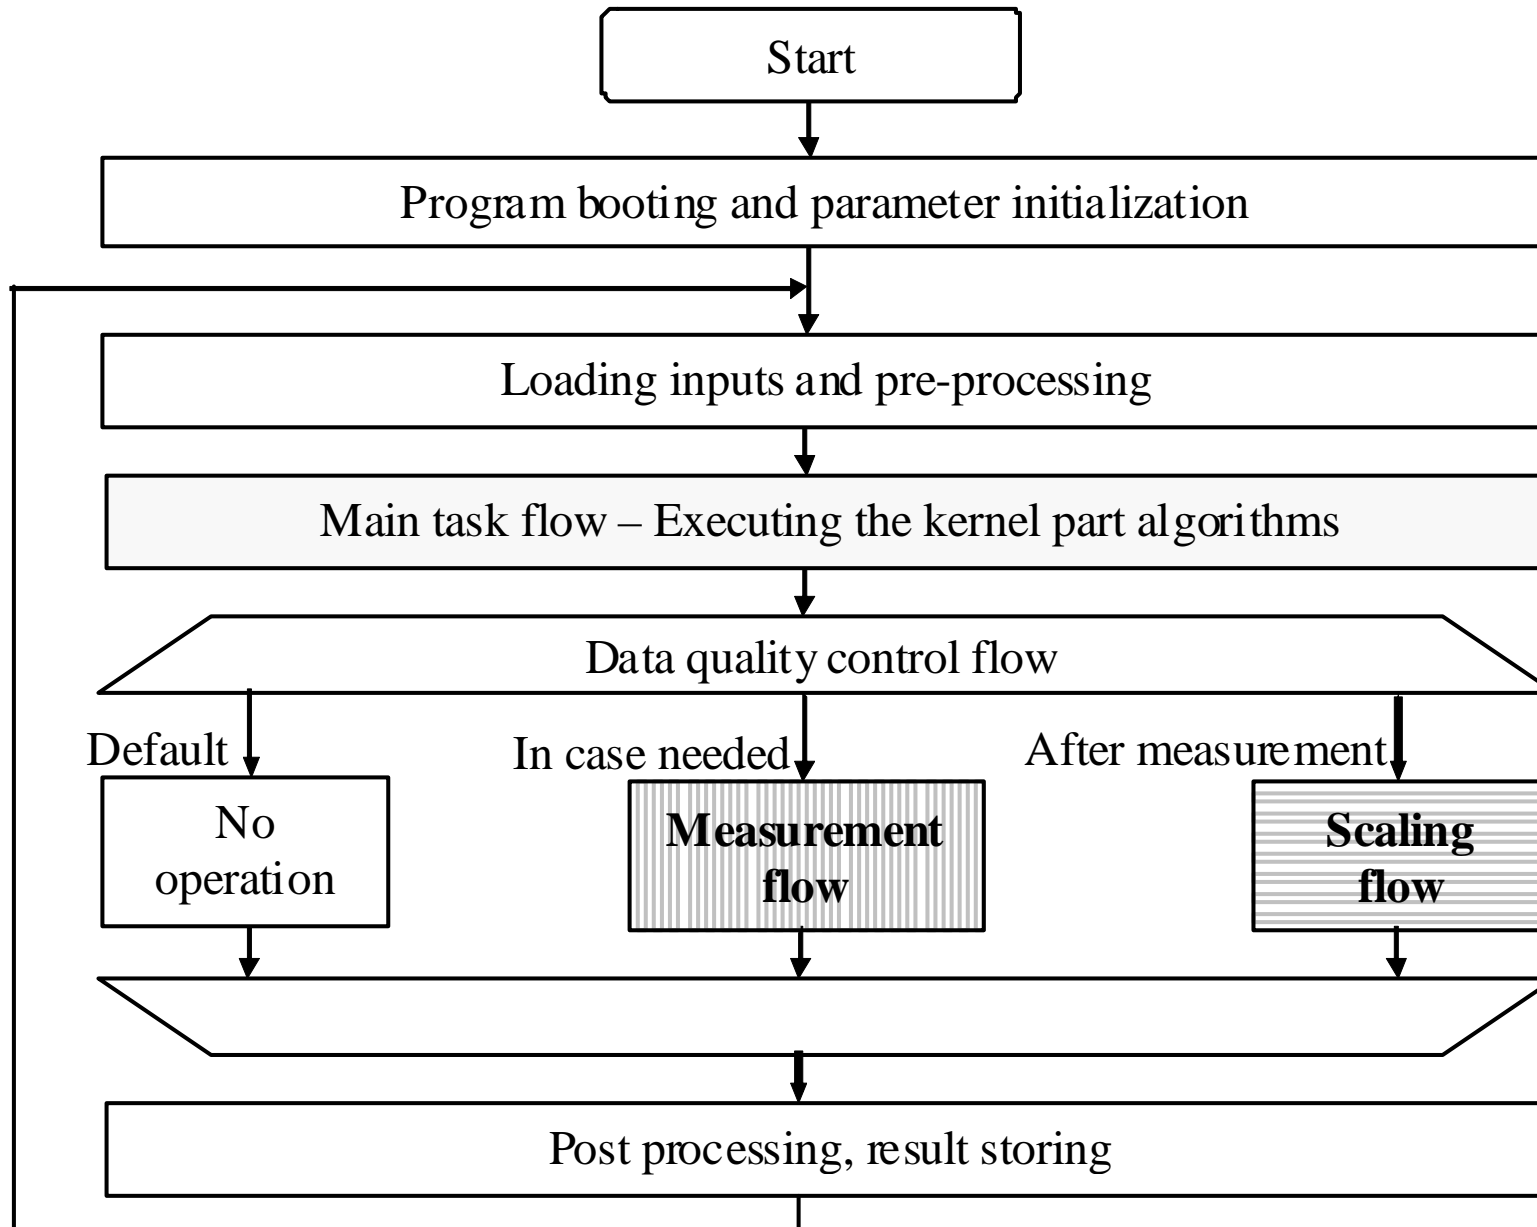 Start
Program booting and parameter initialization
Loading inputs and pre-processing
Main task flow – Executing the kernel part algorithms
Data quality control flow
Default
In case needed
After measurement
No
operation
Measurement
flow
Scaling
flow
Post processing, result storing